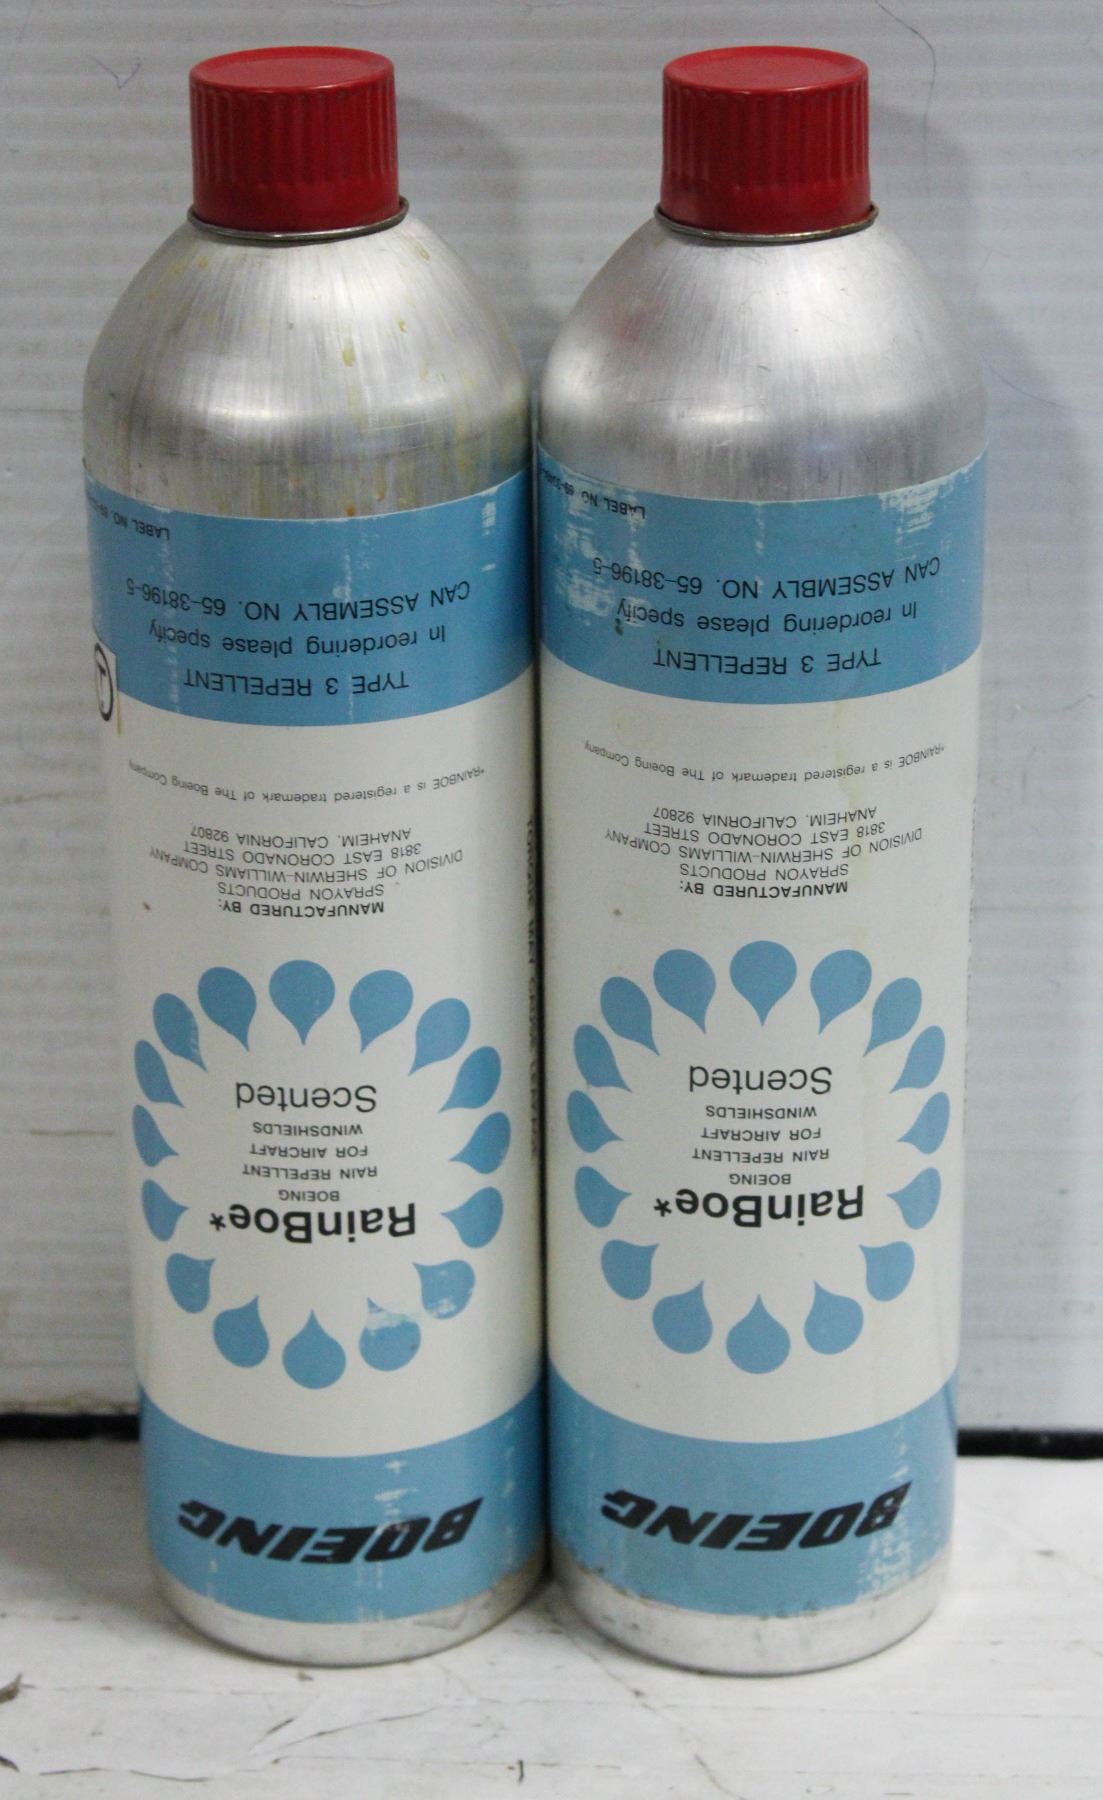 BOEING
RainBoe*
BOEING
RAIN REPELLENT
FOR AIRCRAFT
WINDSHIELDS
Scented
MANUFACTURED BY:
SPRAYON PRODUCTS
DIVISION OF SHERWIN-WILLIAMS COMPANY
3818 EAST CORONADO STREET
ANAHEIM, CALIFORNIA 92807
*RAINBOE is a registered trademark of The Boeing Company
TYPE 3 REPELLENT
In reordering please specify
CAN ASSEMBLY NO. 65-38196-5
LABEL NO. 69-
BOEING
RainBoe*
BOEING
RAIN REPELLENT
FOR AIRCRAFT
WINDSHIELDS
Scented
MANUFACTURED BY:
SPRAYON PRODUCTS
DIVISION OF SHERWIN-WILLIAMS COMPANY
3818 EAST CORONADO STREET
ANAHEIM, CALIFORNIA 92807
*RAINBOE is a registered trademark of The Boeing Company
TYPE 3 REPELLENT
In reordering please specify
CAN ASSEMBLY NO. 65-38196-5
LABEL NO.